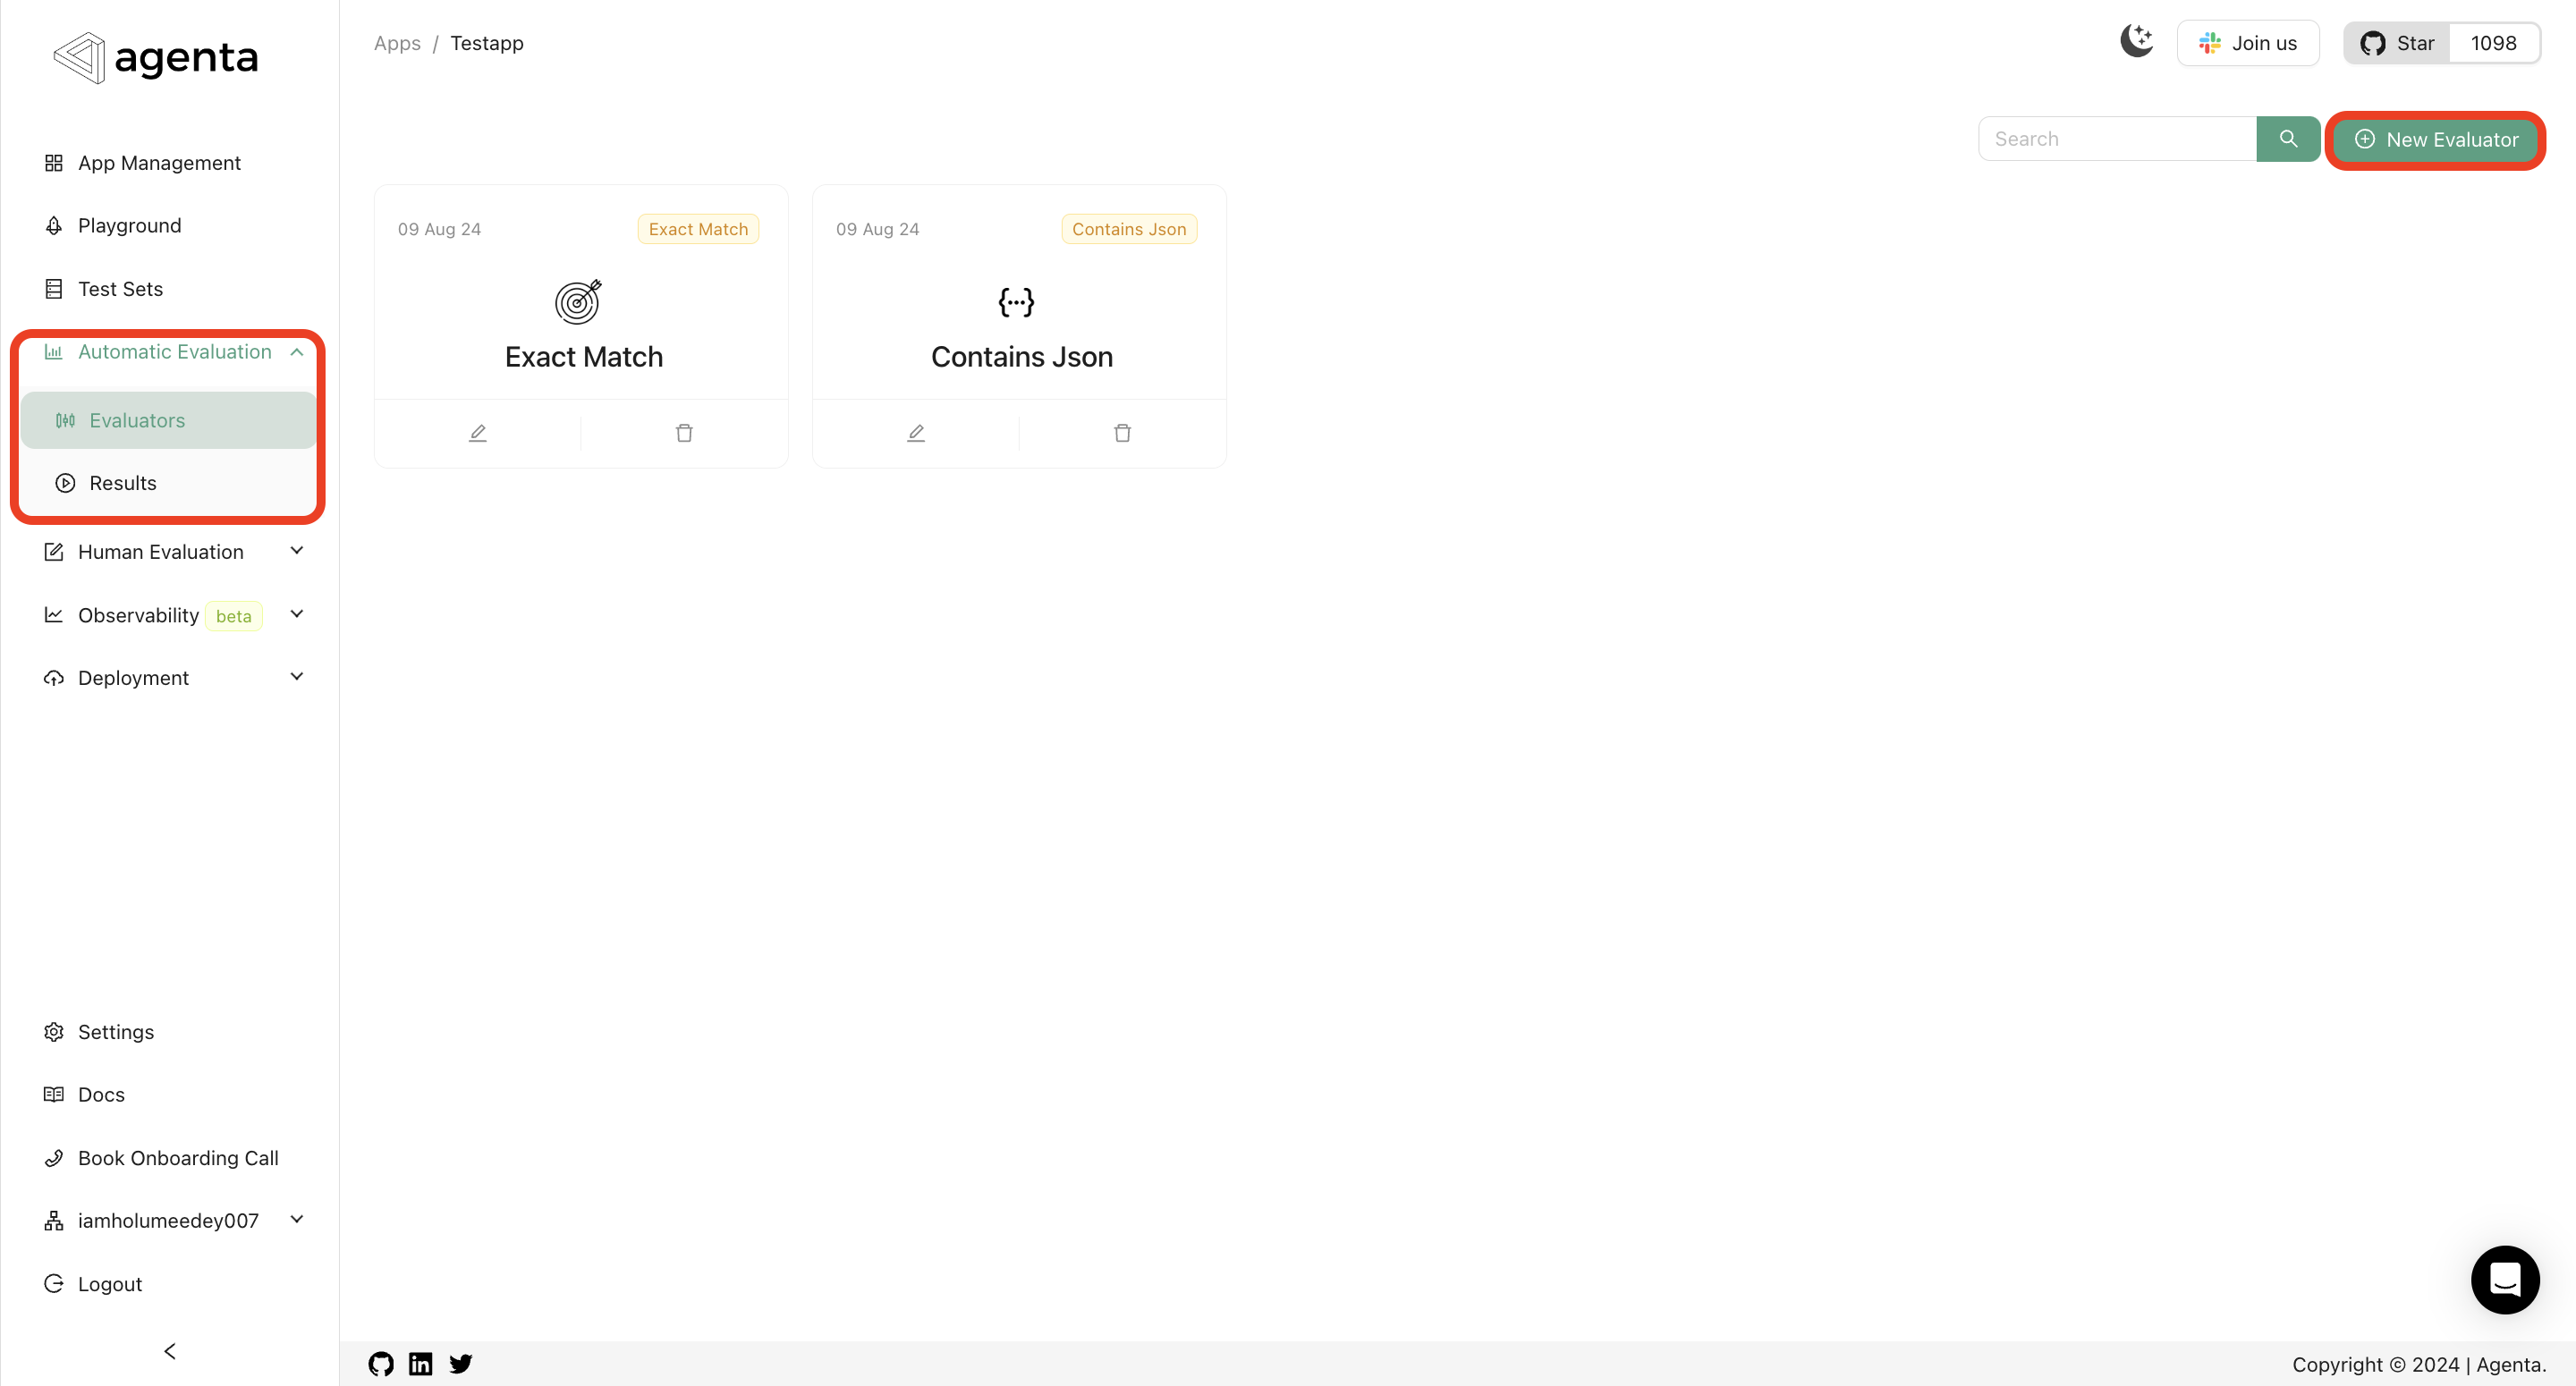 agenta
App Management
Playground
Test Sets
Automatic Evaluation
Evaluators
Results
Human Evaluation
Observability beta
Deployment
Settings
Docs
Book Onboarding Call
iamholumeedey007
Logout
Apps / Testapp
Join us
Star 1098
Search
New Evaluator
09 Aug 24 Exact Match
Exact Match
09 Aug 24 Contains Json
Contains Json
Copyright © 2024 | Agenta.